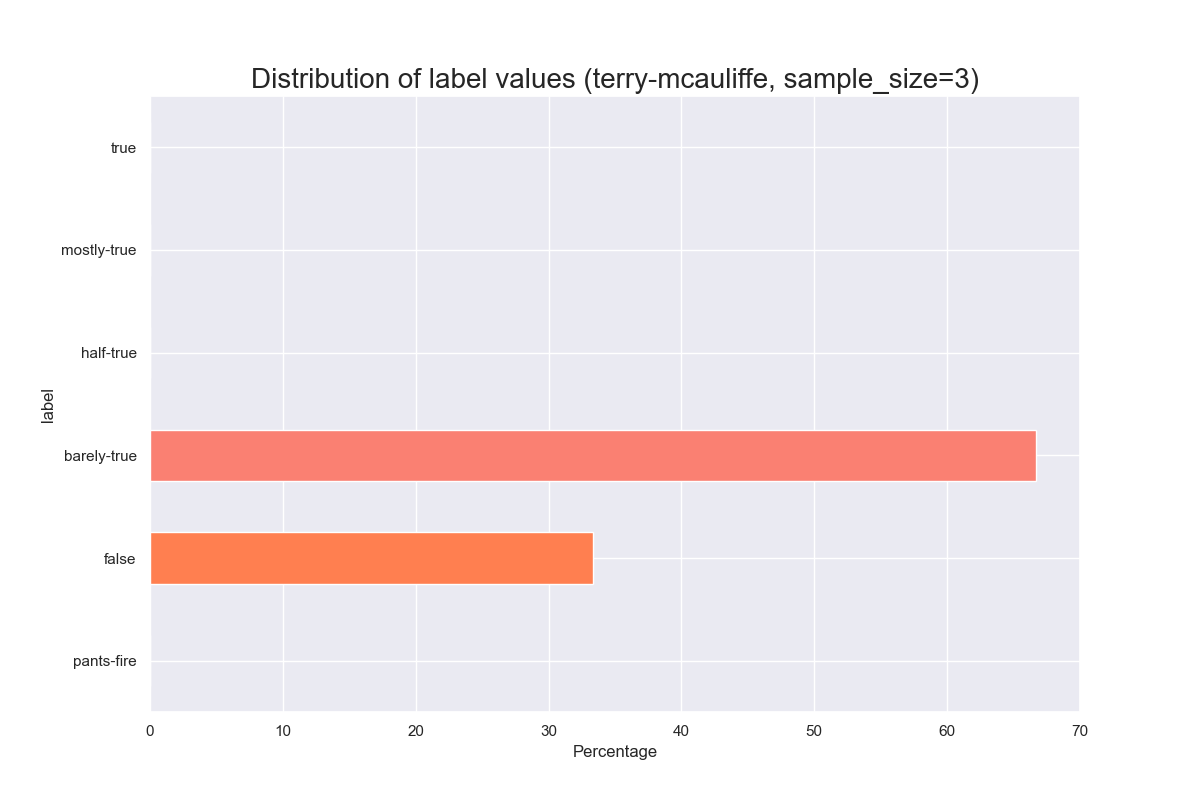 Distribution of label values (terry-mcauliffe, sample_size=3)
true
mostly-true
half-true
label
barely-true
false
pants-fire
0 10 20 30 40 50 60 70
Percentage